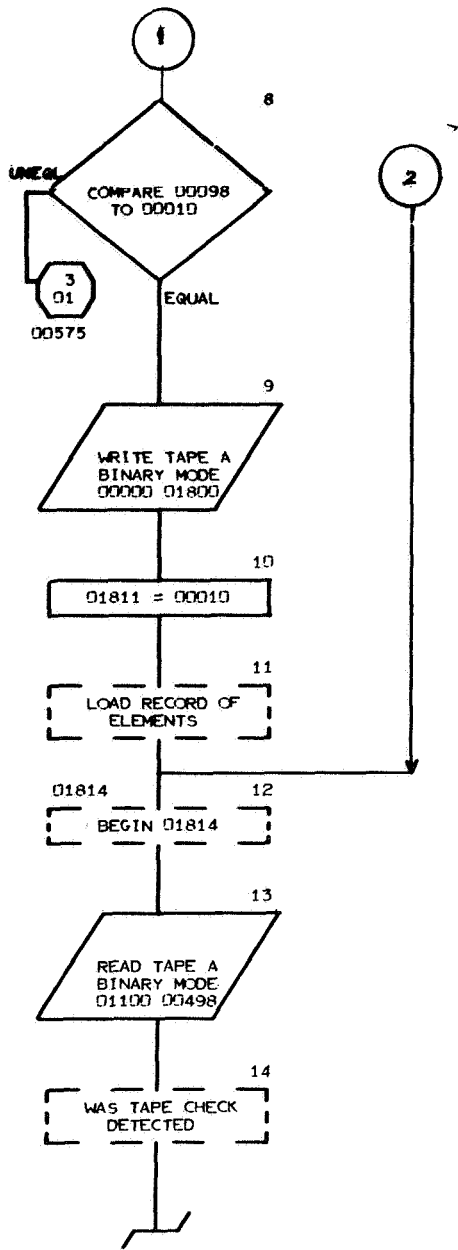 1
8
UNEQL
COMPARE 00098
TO 00010
2
3
01
EQUAL
00575
9
WRITE TAPE A
BINARY MODE
00000 01800
10
01811 = 00010
11
LOAD RECORD OF
ELEMENTS
01814
12
BEGIN 01814
13
READ TAPE A
BINARY MODE
01100 00498
14
WAS TAPE CHECK
DETECTED